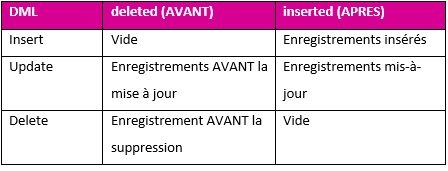 DML deleted (AVANT) inserted (APRES)
Insert Vide Enregistrements insérés
Update Enregistrements AVANT la Enregistrements mis-à-
mise à jour jour
Delete Enregistrement AVANT la Vide
suppression